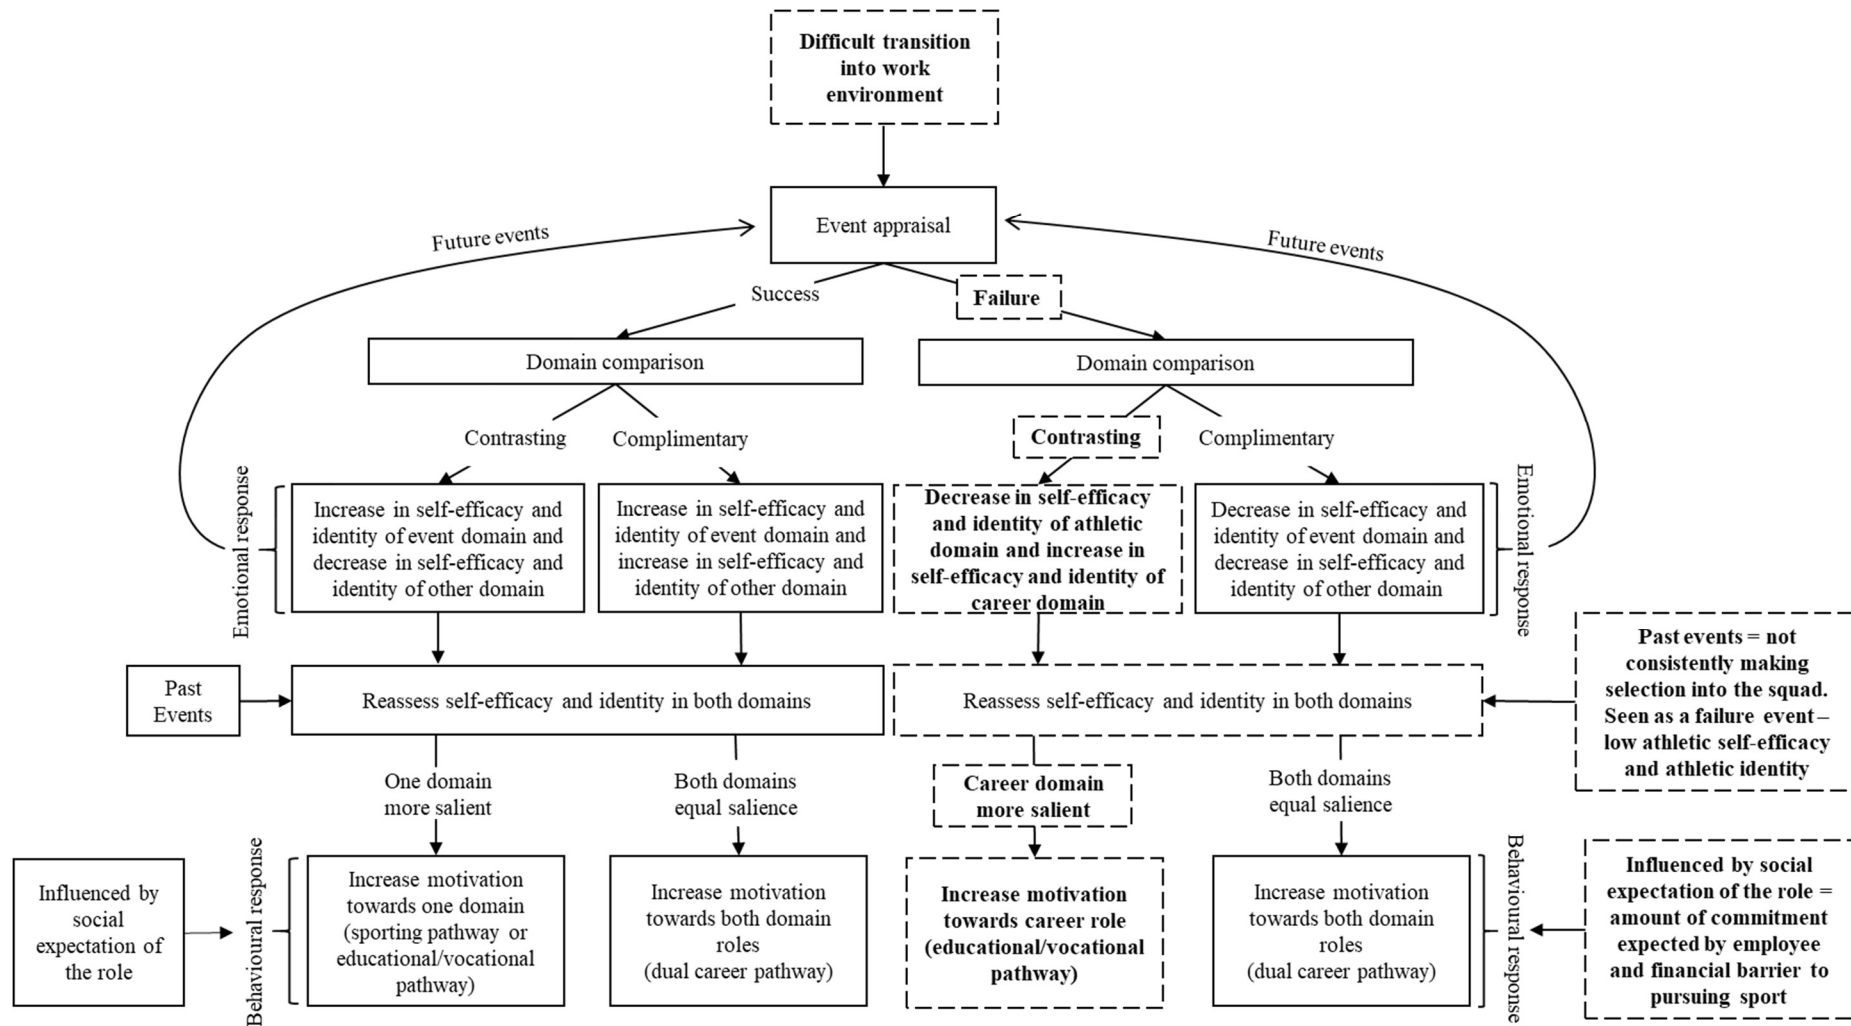 Difficult transition
into work
environment
Event appraisal
Future events
Future events
Success
Failure
Domain comparison
Domain comparison
Contrasting
Complimentary
Contrasting
Complimentary
Emotional response
Increase in self-efficacy and
identity of event domain and
decrease in self-efficacy and
identity of other domain
Increase in self-efficacy and
identity of event domain and
increase in self-efficacy and
identity of other domain
Decrease in self-efficacy
and identity of athletic
domain and increase in
self-efficacy and identity of
career domain
Decrease in self-efficacy and
identity of event domain and
decrease in self-efficacy and
identity of other domain
Emotional response
Past
Events
Reassess self-efficacy and identity in both domains
Reassess self-efficacy and identity in both domains
Past events = not
consistently making
selection into the squad.
Seen as a failure event –
low athletic self-efficacy
and athletic identity
One domain
more salient
Both domains
equal salience
Career domain
more salient
Both domains
equal salience
Influenced by
social
expectation of
the role
Behavioural response
Increase motivation
towards one domain
(sporting pathway or
educational/vocational
pathway)
Increase motivation
towards both domain
roles
(dual career pathway)
Increase motivation
towards career role
(educational/vocational
pathway)
Increase motivation
towards both domain
roles
(dual career pathway)
Behavioural response
Influenced by social
expectation of the role =
amount of commitment
expected by employee
and financial barrier to
pursuing sport